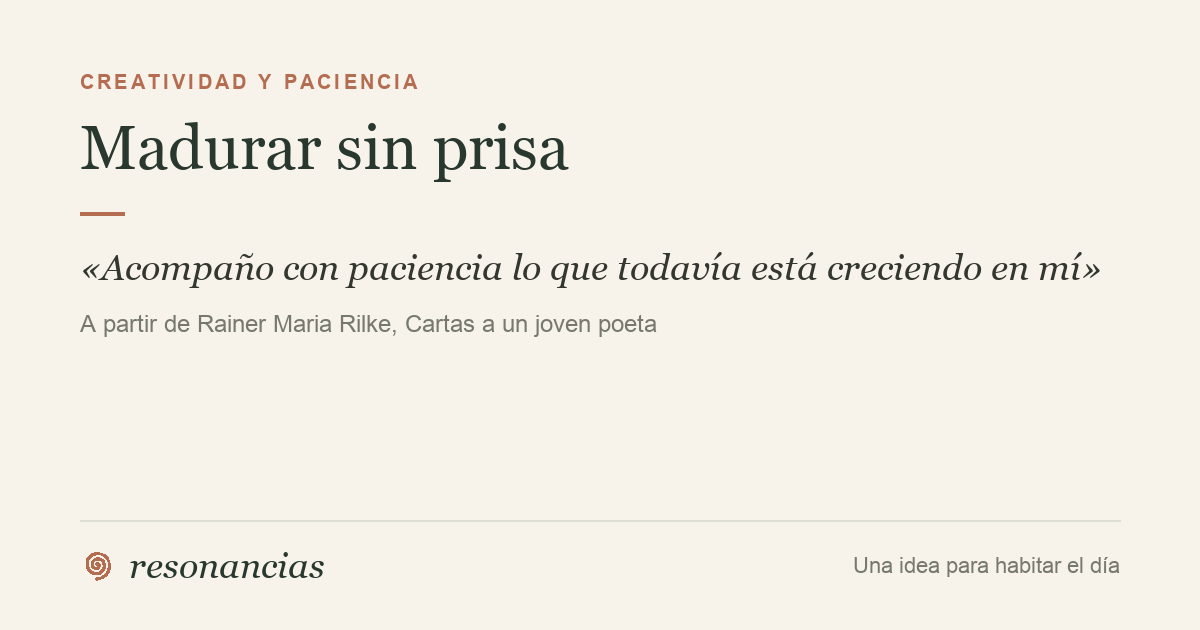 CREATIVIDAD Y PACIENCIA
Madurar sin prisa
«Acompaño con paciencia lo que todavía está creciendo en mí»
A partir de Rainer Maria Rilke, Cartas a un joven poeta
resonancias
Una idea para habitar el día